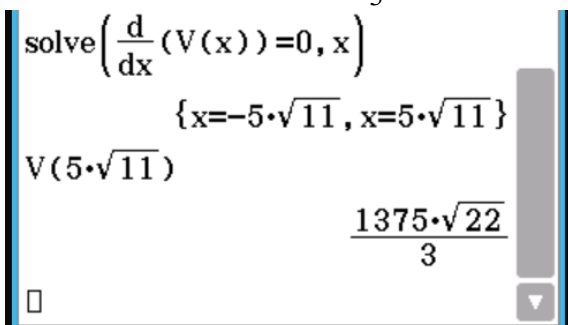 solve(d/dx(V(x))=0,x)
{x=-5·√11,x=5·√11}
V(5·√11)
1375·√22/3